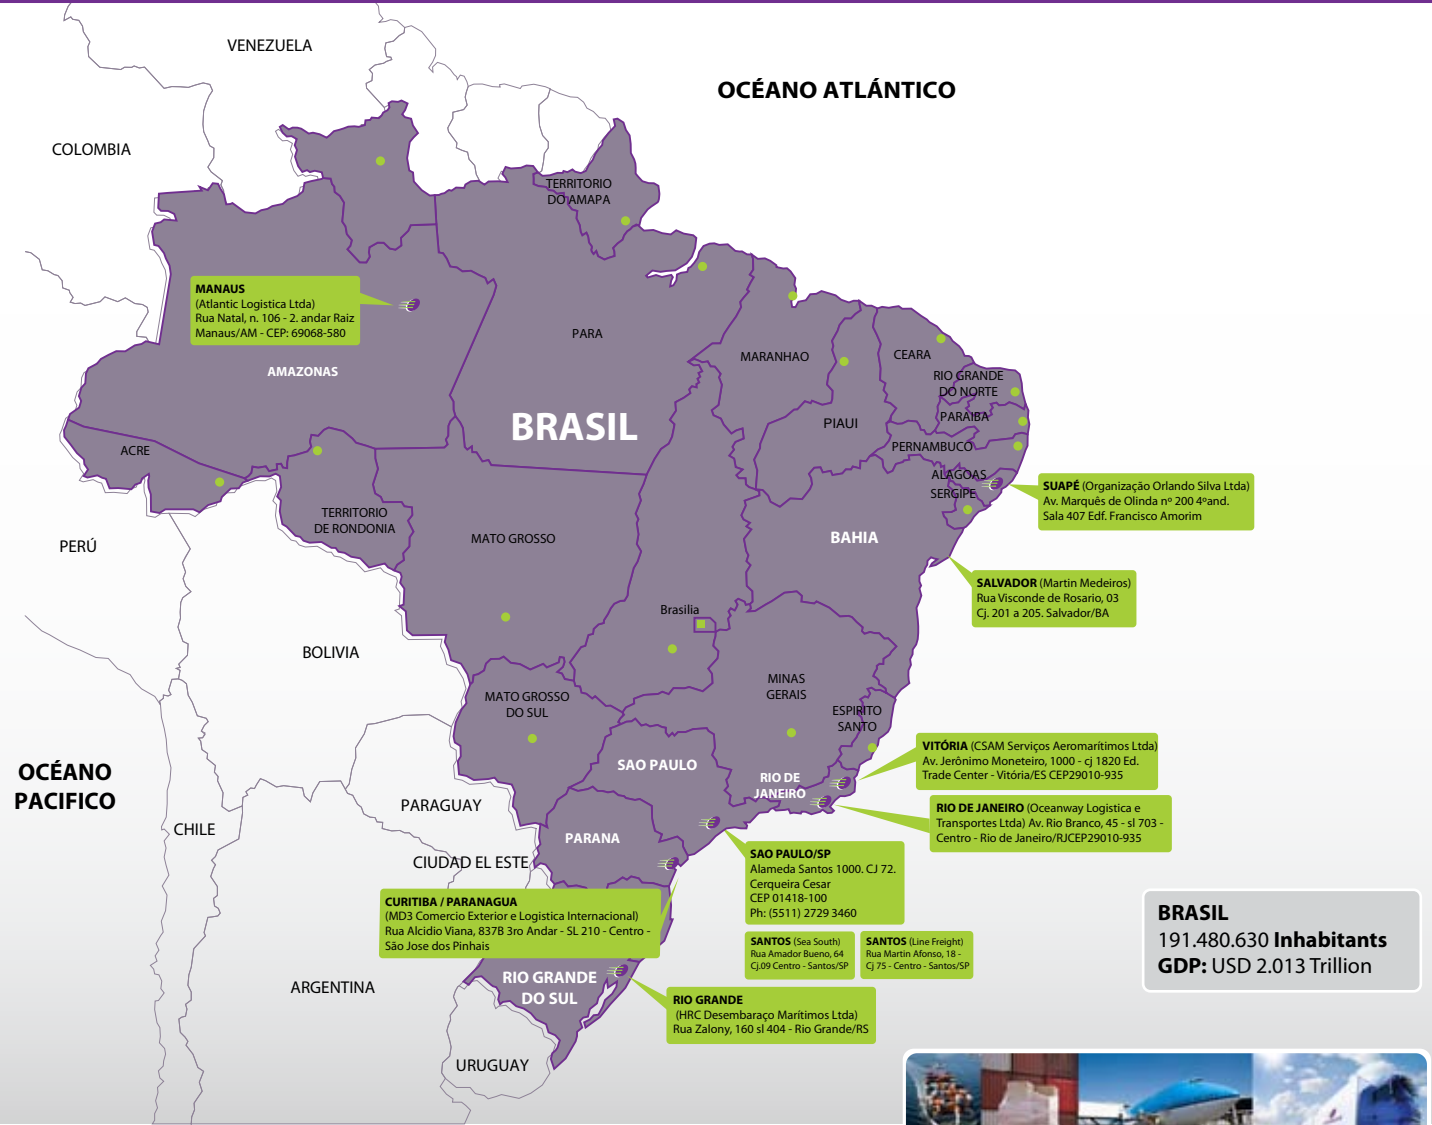 VENEZUELA
OCÉANO ATLÁNTICO
COLOMBIA
TERRITORIO
DO AMAPA
MANAUS
(Atlantic Logistica Ltda)
Rua Natal, n. 106 - 2. andar Raiz
Manaus/AM - CEP: 69068-580
PARA
MARANHAO
CEARA
AMAZONAS
RIO GRANDE
DO NORTE
BRASIL
PARAIBA
PIAUI
ACRE
PERNAMBUCO
ALAGOAS
SERGIPE
SUAPÉ (Organização Orlando Silva Ltda)
Av. Marquês de Olinda nº 200 4ºand.
Sala 407 Edf. Francisco Amorim
TERRITORIO
DE RONDONIA
MATO GROSSO
BAHIA
PERÚ
SALVADOR (Martin Medeiros)
Rua Visconde de Rosario, 03
Cj. 201 a 205. Salvador/BA
Brasilia
BOLIVIA
MINAS
GERAIS
MATO GROSSO
DO SUL
ESPIRITO
SANTO
VITÓRIA (CSAM Serviços Aeromarítimos Ltda)
Av. Jerônimo Moneteiro, 1000 - cj 1820 Ed.
Trade Center - Vitória/ES CEP29010-935
SAO PAULO
OCÉANO
PACIFICO
RIO DE
JANEIRO
RIO DE JANEIRO (Oceanway Logistica e
Transportes Ltda) Av. Rio Branco, 45 - sl 703 -
Centro - Rio de Janeiro/RJCEP29010-935
PARAGUAY
CHILE
PARANA
CIUDAD EL ESTE
SAO PAULO/SP
Alameda Santos 1000. CJ 72.
Cerqueira Cesar
CEP 01418-100
Ph: (5511) 2729 3460
CURITIBA / PARANAGUA
(MD3 Comercio Exterior e Logistica Internacional)
Rua Alcidio Viana, 837B 3ro Andar - SL 210 - Centro -
São Jose dos Pinhais
SANTOS (Sea South)
Rua Amador Bueno, 64
Cj.09 Centro - Santos/SP
SANTOS (Line Freight)
Rua Martin Afonso, 18 -
Cj 75 - Centro - Santos/SP
BRASIL
191.480.630 Inhabitants
GDP: USD 2.013 Trillion
ARGENTINA
RIO GRANDE
DO SUL
RIO GRANDE
(HRC Desembaraço Marítimos Ltda)
Rua Zalony, 160 sl 404 - Rio Grande/RS
URUGUAY